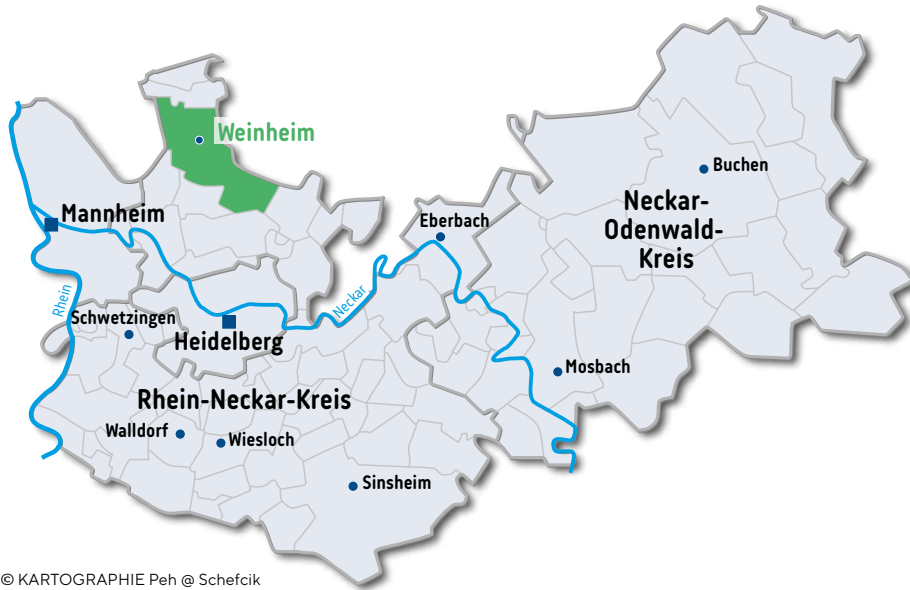 Weinheim
Buchen
Mannheim
Eberbach
Neckar-
Odenwald-
Kreis
Rhein
Neckar
Schwetzingen
Heidelberg
Mosbach
Rhein-Neckar-Kreis
Walldorf
Wiesloch
Sinsheim
© KARTOGRAPHIE Peh @ Schefcik